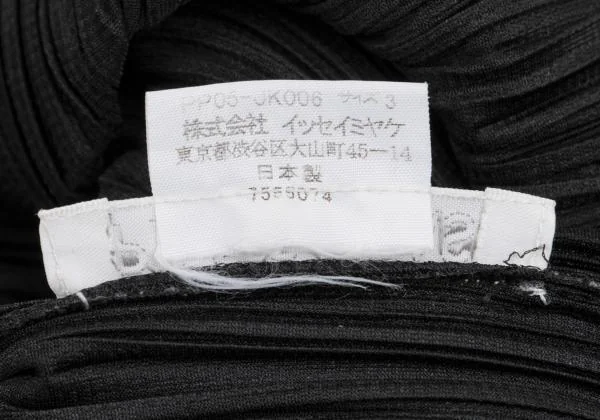 PP05-JK006 サイズ 3
株式会社 イッセイミヤケ
東京都渋谷区大山町45-14
日本製
7556074